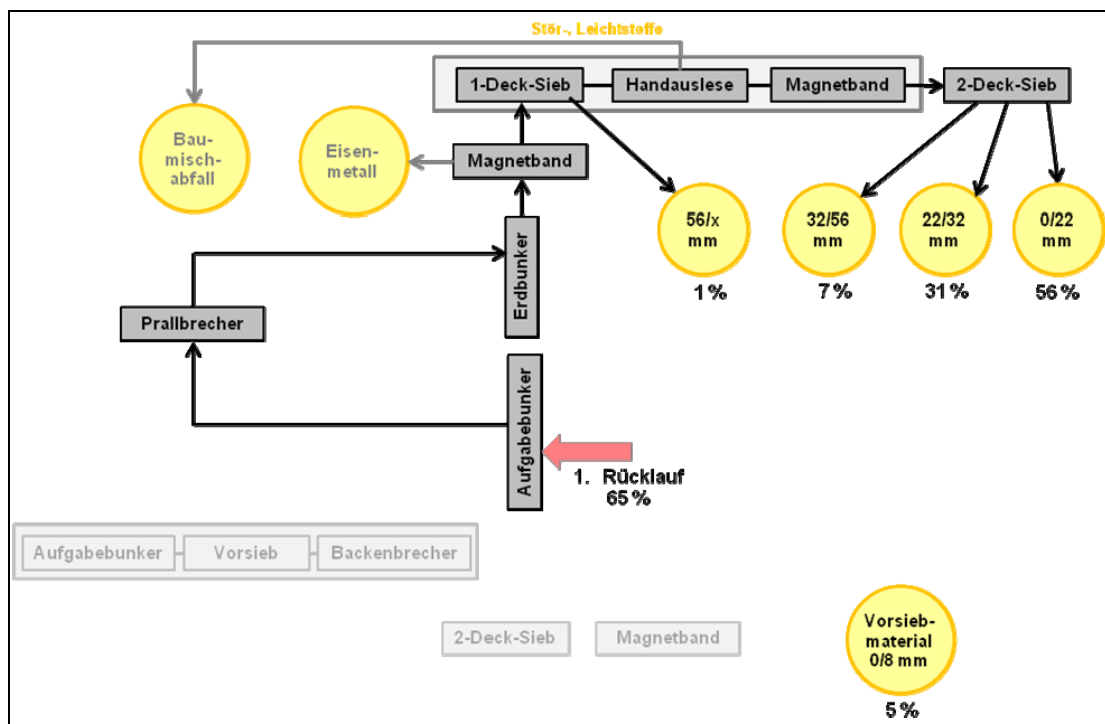 Stör-, Leichtstoffe
1-Deck-Sieb
Handauslese
Magnetband
2-Deck-Sieb
Bau-
misch-
abfall
Eisen-
metall
Magnetband
56/x
mm
1 %
32/56
mm
7 %
22/32
mm
31 %
0/22
mm
56 %
Erdbunker
Prallbrecher
Aufgabebunker
1. Rücklauf
65 %
Aufgabebunker
Vorsieb
Backenbrecher
2-Deck-Sieb
Magnetband
Vorsieb-
material
0/8 mm
5 %